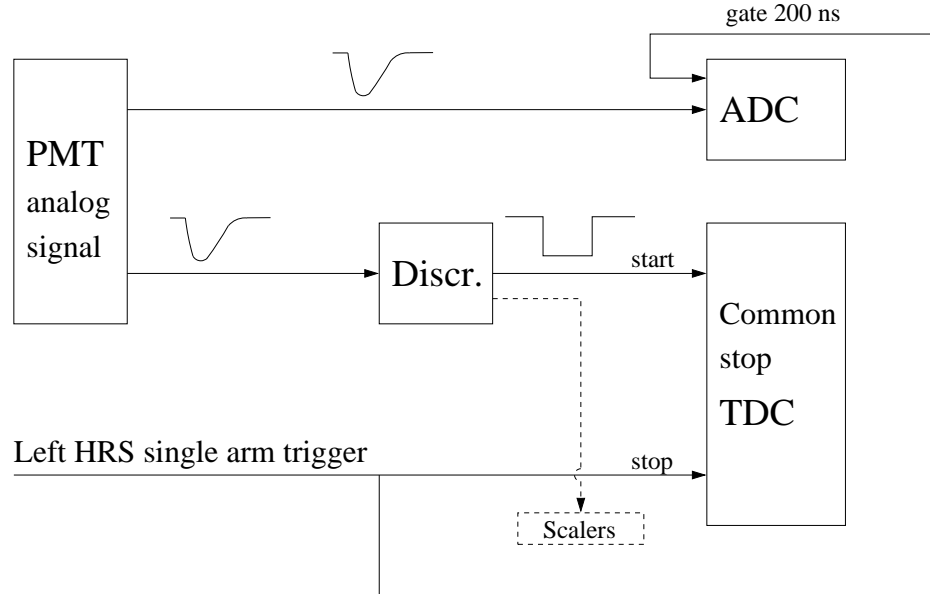 gate 200 ns
ADC
PMT
analog
signal
Discr.
start
Common
stop
TDC
Left HRS single arm trigger
stop
Scalers